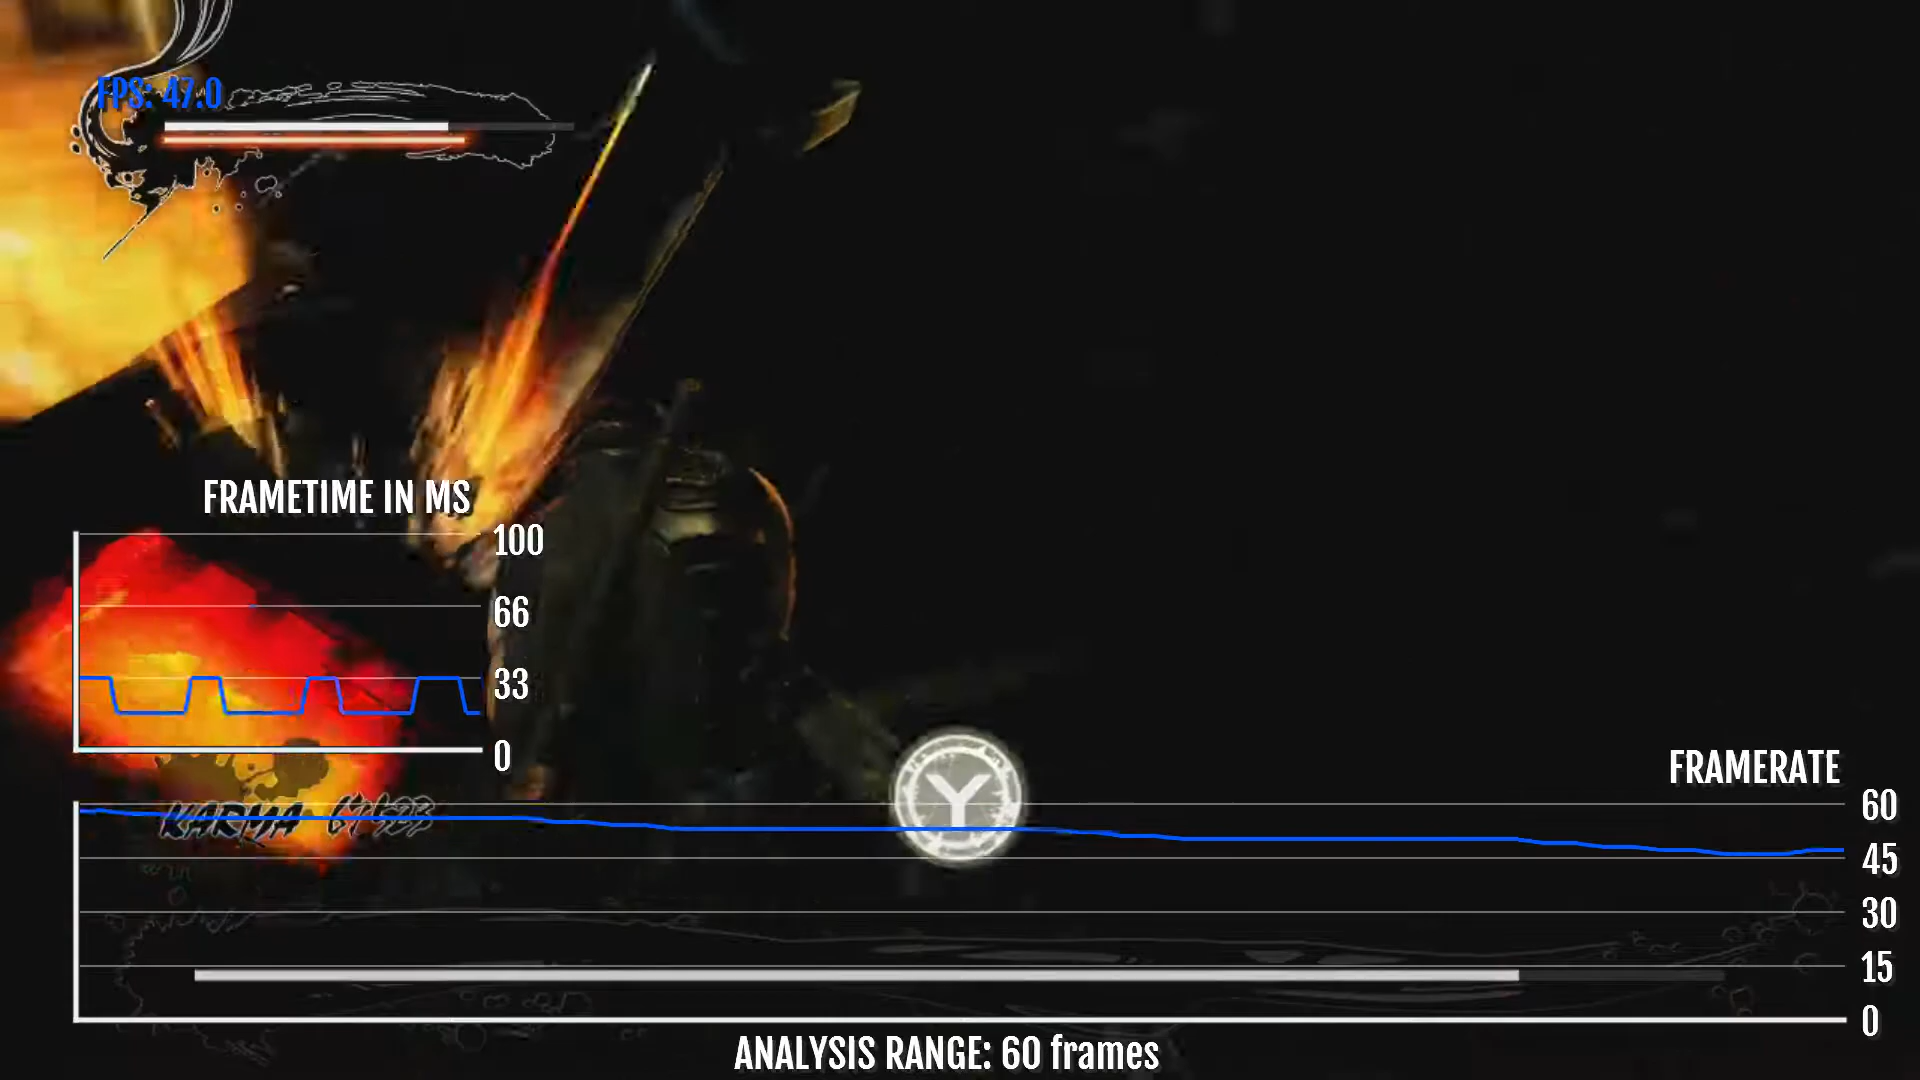 FPS: 47.0
FRAMETIME IN MS
100
66
33
0
FRAMERATE
KARMA
Y
60
45
30
15
0
ANALYSIS RANGE: 60 frames